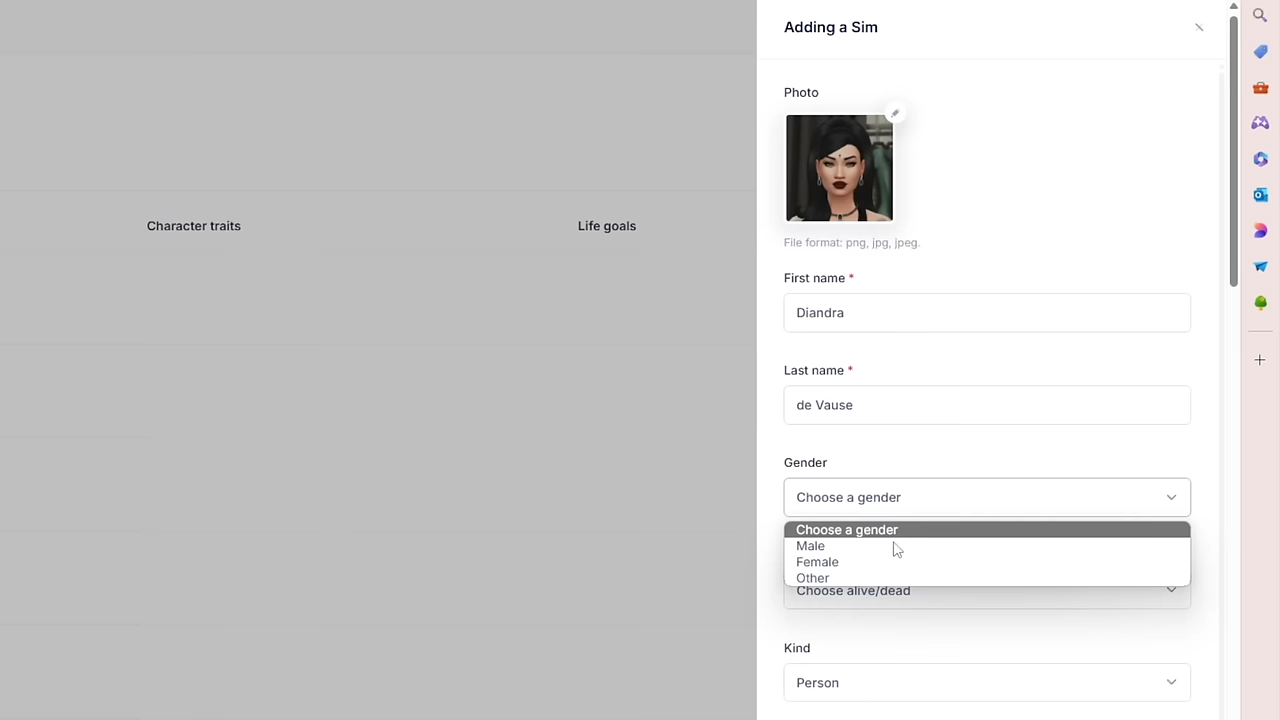 Adding a Sim
Photo
File format: png, jpg, jpeg.
Character traits
Life goals
First name *
Diandra
Last name *
de Vause
Gender
Choose a gender
Choose a gender
Male
Female
Other
Choose alive/dead
Kind
Person